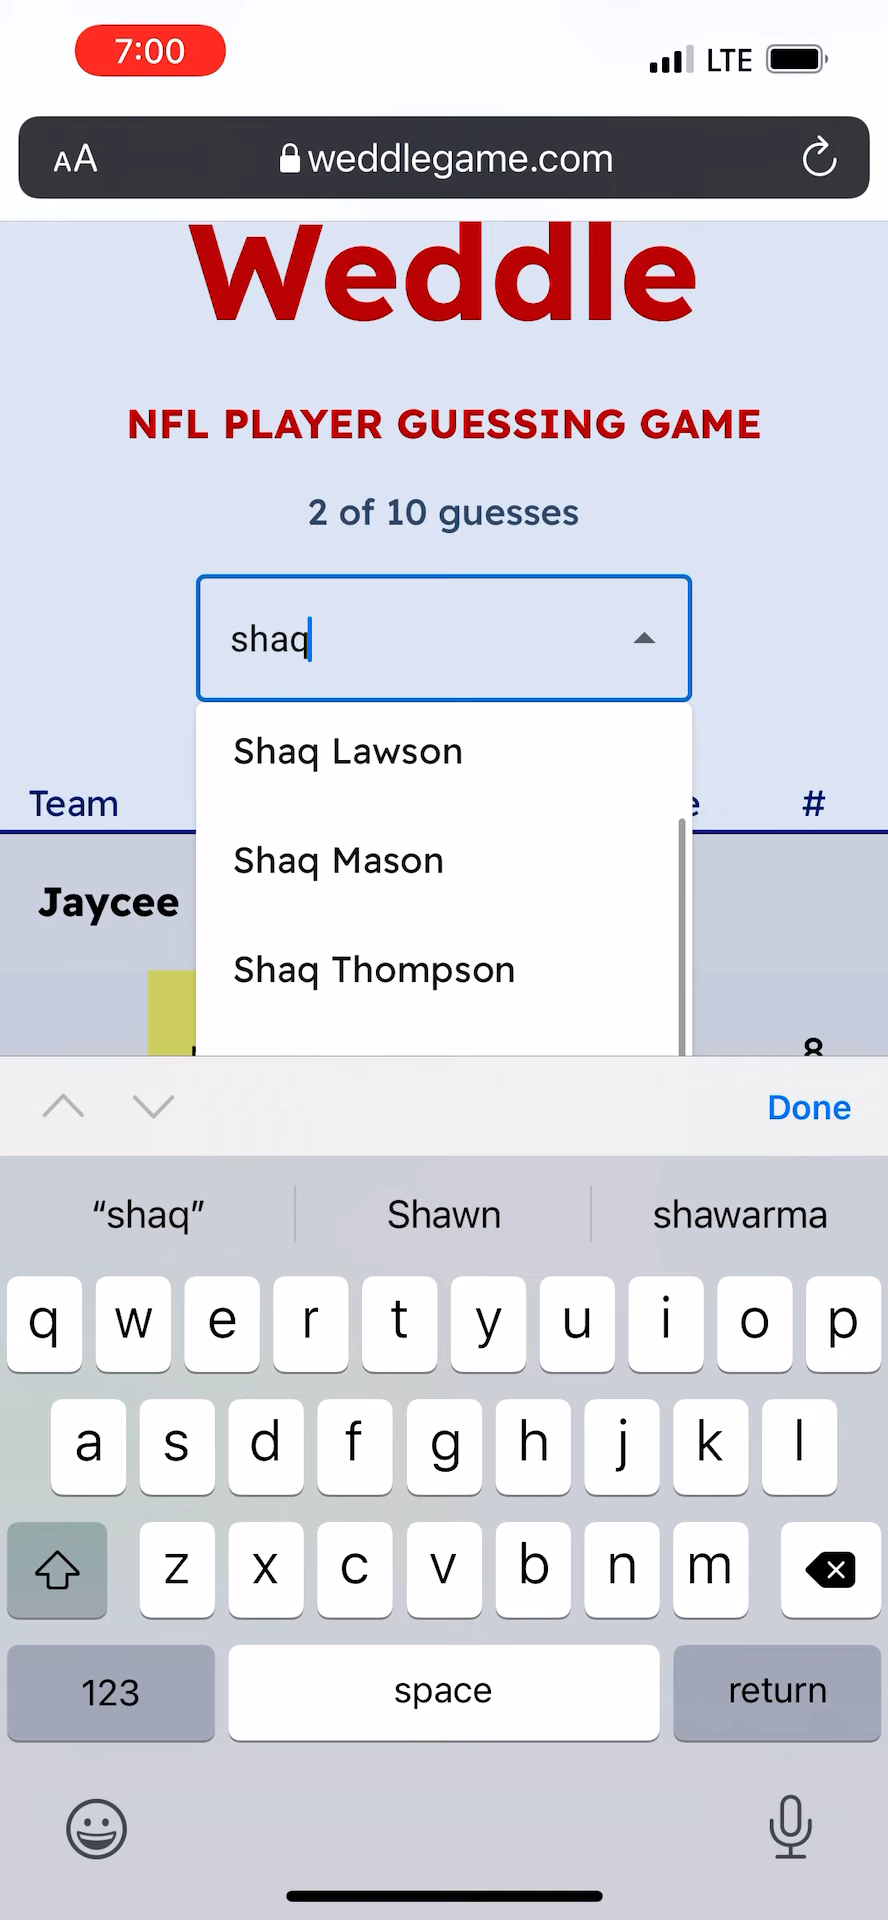 7:00
LTE
AA
weddlegame.com
Weddle
NFL PLAYER GUESSING GAME
2 of 10 guesses
shaq
Shaq Lawson
Team
#
Shaq Mason
Jaycee
Shaq Thompson
8
Done
“shaq”
Shawn
shawarma
q w e r t y u i o p
a s d f g h j k l
z x c v b n m
123
space
return